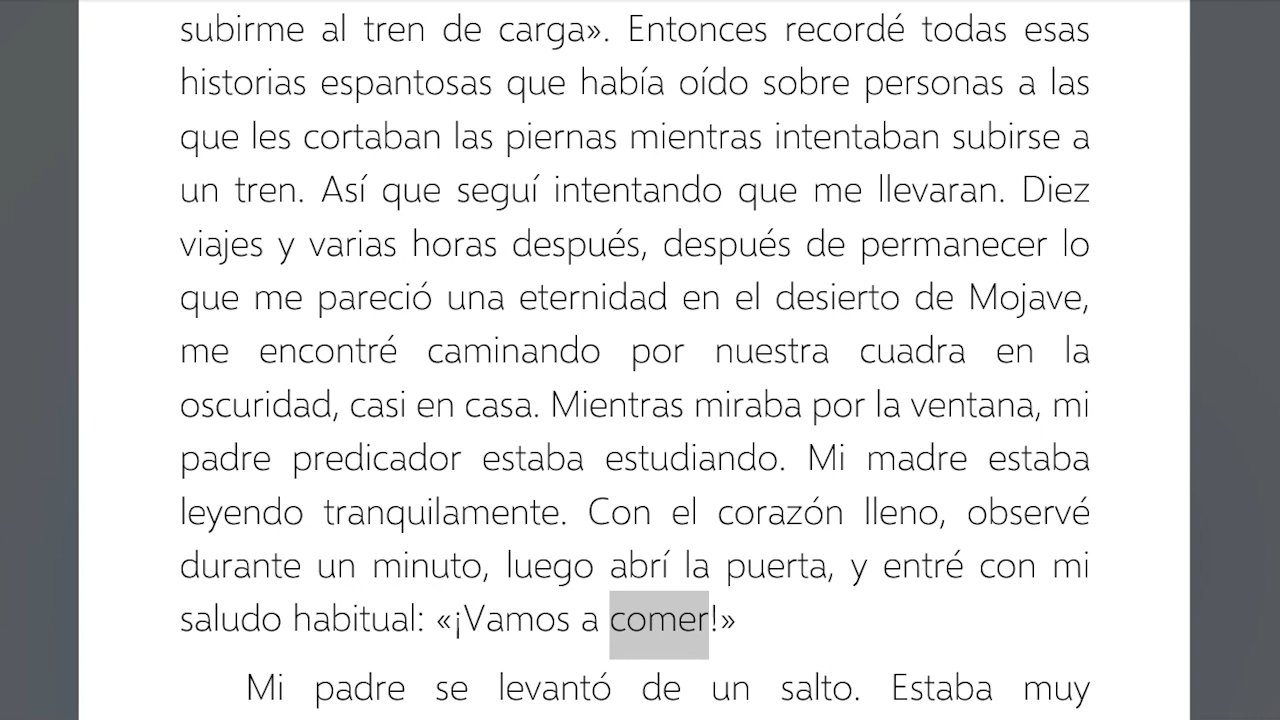 subirme al tren de carga». Entonces recordé todas esas
historias espantosas que había oído sobre personas a las
que les cortaban las piernas mientras intentaban subirse a
un tren. Así que seguí intentando que me llevaran. Diez
viajes y varias horas después, después de permanecer lo
que me pareció una eternidad en el desierto de Mojave,
me encontré caminando por nuestra cuadra en la
oscuridad, casi en casa. Mientras miraba por la ventana, mi
padre predicador estaba estudiando. Mi madre estaba
leyendo tranquilamente. Con el corazón lleno, observé
durante un minuto, luego abrí la puerta, y entré con mi
saludo habitual: «¡Vamos a comer!»
Mi padre se levantó de un salto. Estaba muy